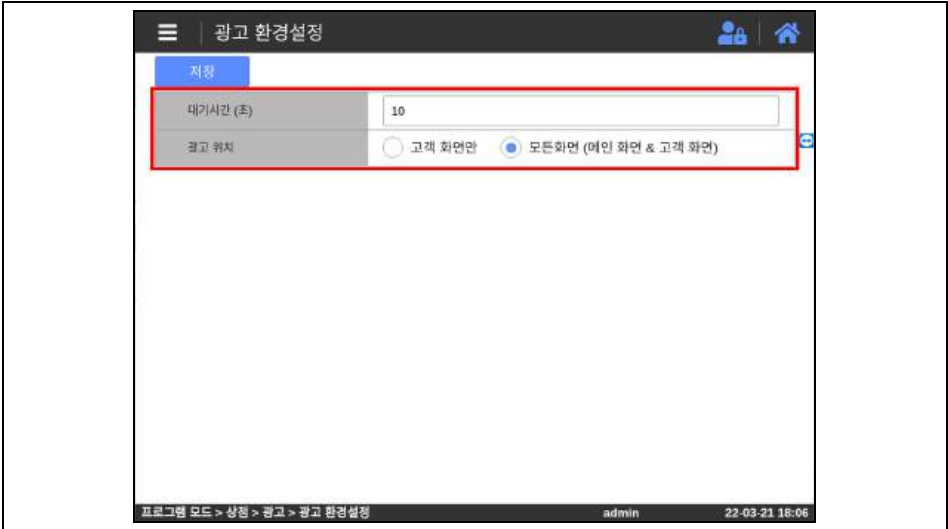 광고 환경설정
저장
대기시간 (초) 10
광고 위치 고객 화면만 모든화면 (메인 화면 & 고객 화면)
프로그램 모드 > 상점 > 광고 > 광고 환경설정 admin 22-03-21 18:06